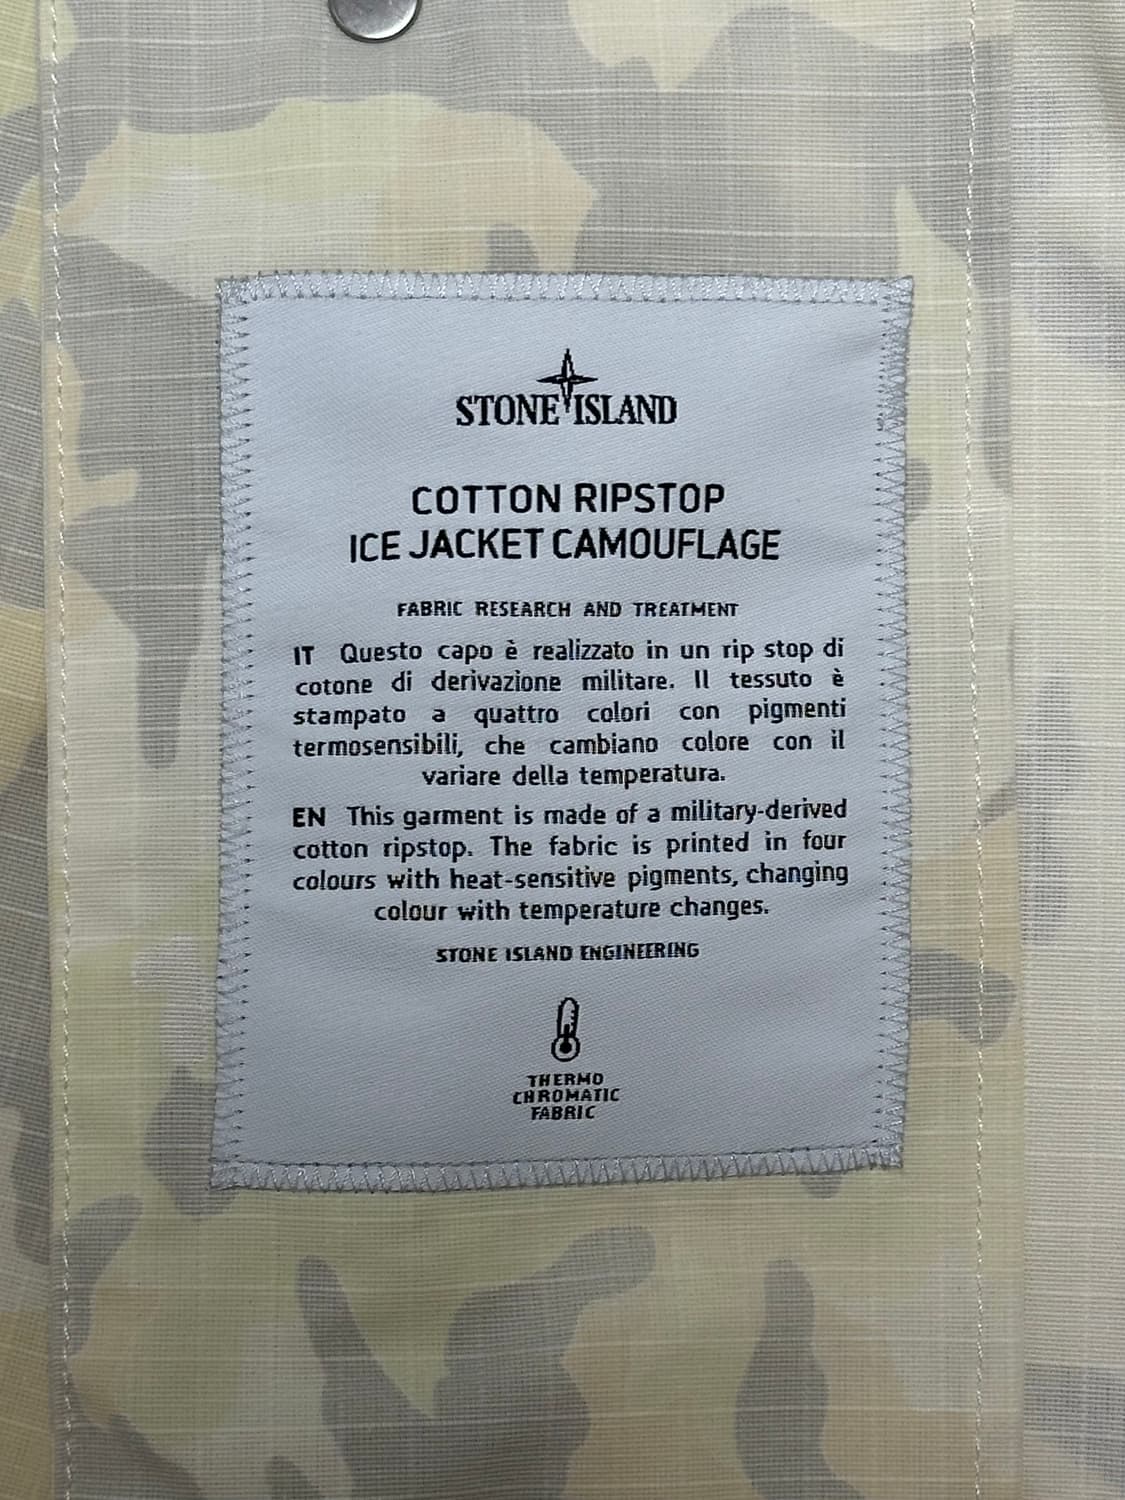 STONE ISLAND
COTTON RIPSTOP
ICE JACKET CAMOUFLAGE
FABRIC RESEARCH AND TREATMENT
IT Questo capo è realizzato in un rip stop di
cotone di derivazione militare. Il tessuto è
stampato a quattro colori con pigmenti
termosensibili, che cambiano colore con il
variare della temperatura.
EN This garment is made of a military-derived
cotton ripstop. The fabric is printed in four
colours with heat-sensitive pigments, changing
colour with temperature changes.
STONE ISLAND ENGINEERING
THERMO
CHROMATIC
FABRIC